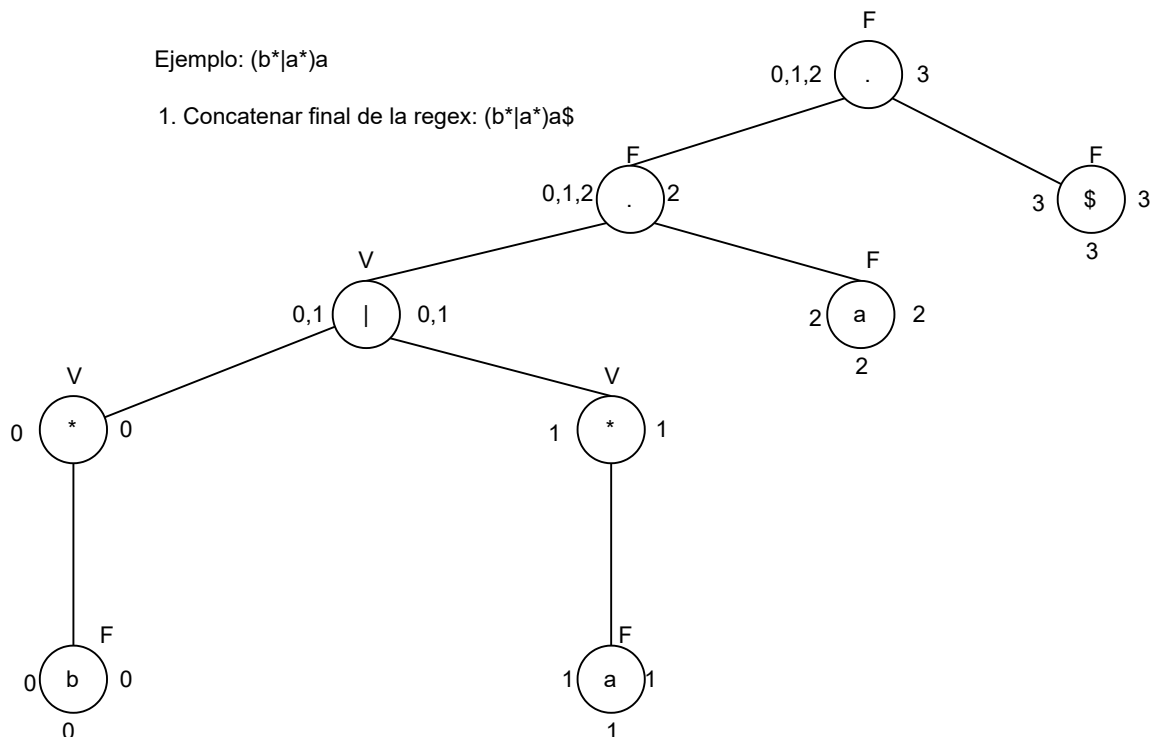 F
Ejemplo: (b*|a*)a
0,1,2 . 3
1. Concatenar final de la regex: (b*|a*)a$
F F
0,1,2 . 2 3 $ 3
3
V F
0,1 | 0,1 2 a 2
2
V V
0 * 0 1 * 1
F F
0 b 0 1 a 1
0 1